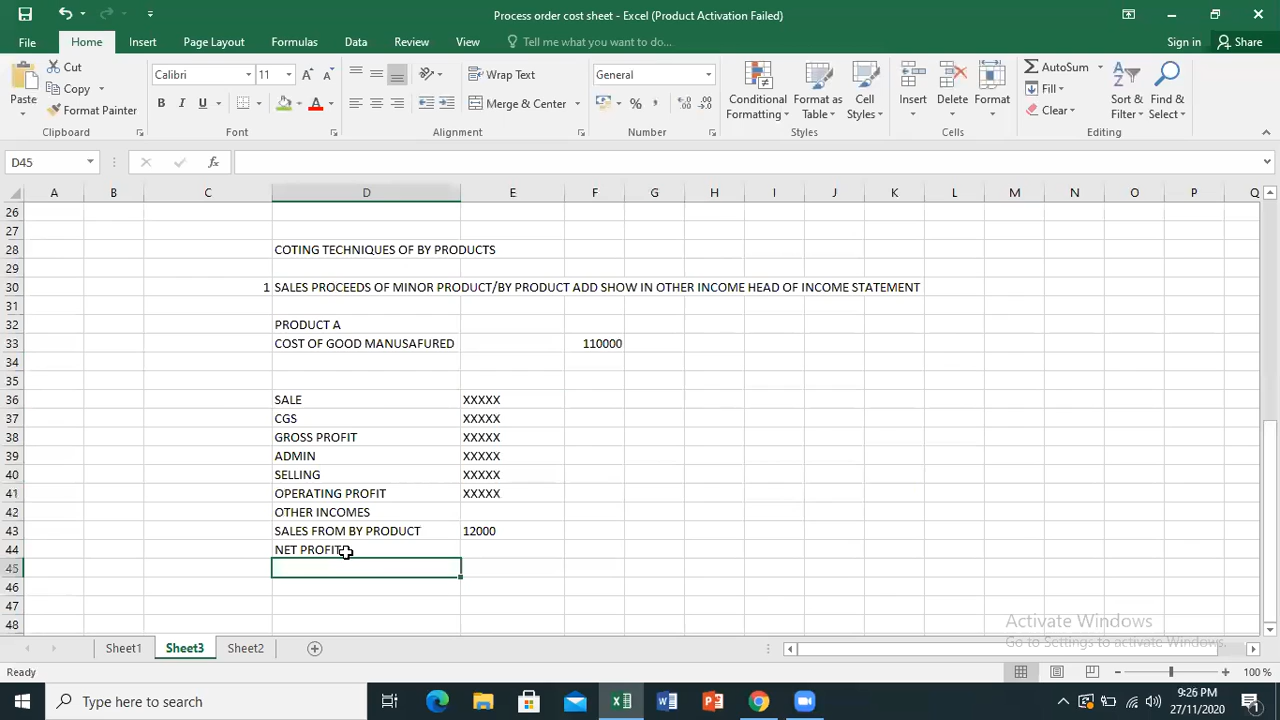 Process order cost sheet - Excel (Product Activation Failed)
File Home Insert Page Layout Formulas Data Review View Tell me what you want to do... Sign in Share
Paste Cut Copy Format Painter Clipboard
Calibri 11 B I U A Font
Wrap Text Merge & Center Alignment
General % Number
Conditional Formatting Format as Table Cell Styles Styles
Insert Delete Format Cells
AutoSum Fill Clear Sort & Filter Find & Select Editing
D45 fx
A B C D E F G H I J K L M N O P Q
26
27
28 COTING TECHNIQUES OF BY PRODUCTS
29
30 1 SALES PROCEEDS OF MINOR PRODUCT/BY PRODUCT ADD SHOW IN OTHER INCOME HEAD OF INCOME STATEMENT
31
32 PRODUCT A
33 COST OF GOOD MANUSAFURED 110000
34
35
36 SALE XXXXX
37 CGS XXXXX
38 GROSS PROFIT XXXXX
39 ADMIN XXXXX
40 SELLING XXXXX
41 OPERATING PROFIT XXXXX
42 OTHER INCOMES
43 SALES FROM BY PRODUCT 12000
44 NET PROFIT
45
46
47
48
Activate Windows
Go to Settings to activate Windows.
Sheet1 Sheet3 Sheet2
Ready 100 %
Type here to search
9:26 PM
27/11/2020